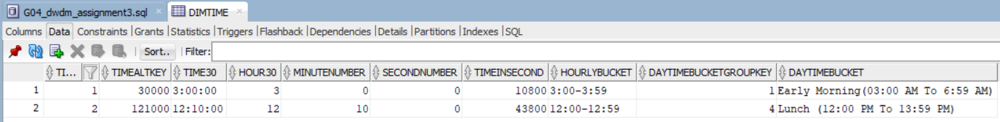 G04_dwdm_assignment3.sql × DIMTIME ×
Columns Data Constraints Grants Statistics Triggers Flashback Dependencies Details Partitions Indexes SQL
Sort.. Filter:
TI... TIMEALTKEY TIME30 HOUR30 MINUTENUMBER SECONDNUMBER TIMEINSECOND HOURLYBUCKET DAYTIMEBUCKETGROUPKEY DAYTIMEBUCKET
1 1 30000 3:00:00 3 0 0 10800 3:00-3:59 1 Early Morning(03:00 AM To 6:59 AM)
2 2 121000 12:10:00 12 10 0 43800 12:00-12:59 4 Lunch (12:00 PM To 13:59 PM)